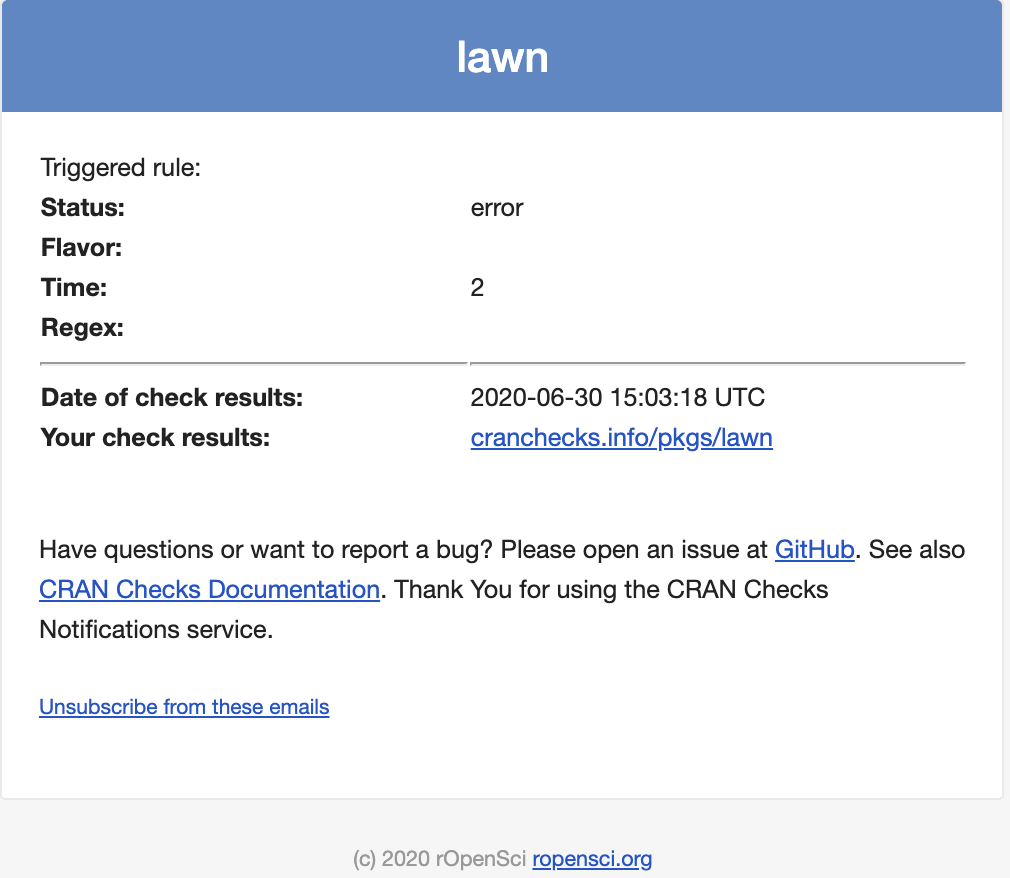 lawn
Triggered rule:
Status: error
Flavor:
Time: 2
Regex:
Date of check results: 2020-06-30 15:03:18 UTC
Your check results: cranchecks.info/pkgs/lawn
Have questions or want to report a bug? Please open an issue at GitHub. See also
CRAN Checks Documentation. Thank You for using the CRAN Checks
Notifications service.
Unsubscribe from these emails
(c) 2020 rOpenSci ropensci.org